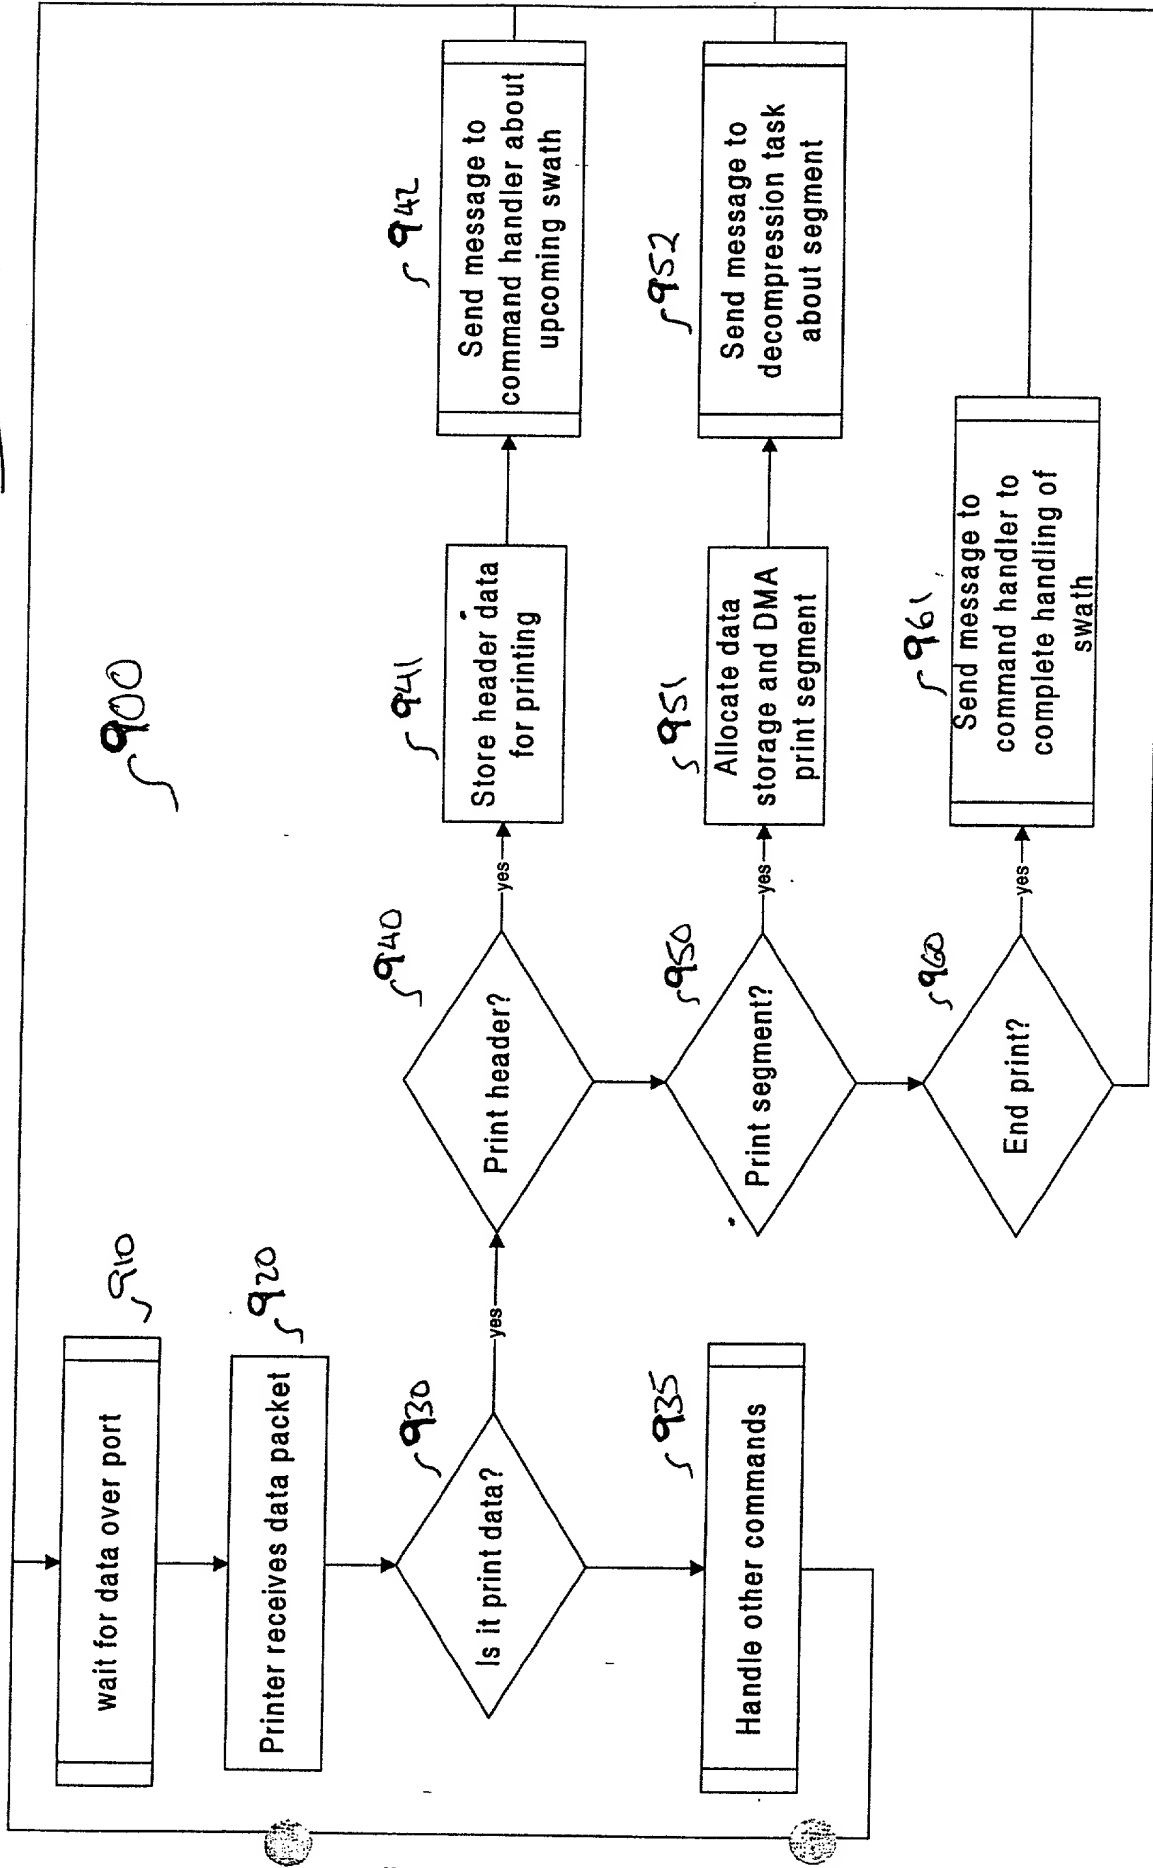 900
910
wait for data over port
920
Printer receives data packet
930
Is it print data?
yes
935
Handle other commands
940
Print header?
yes
941
Store header data
for printing
942
Send message to
command handler about
upcoming swath
950
Print segment?
yes
951
Allocate data
storage and DMA
print segment
952
Send message to
decompression task
about segment
960
End print?
yes
961
Send message to
command handler to
complete handling of
swath